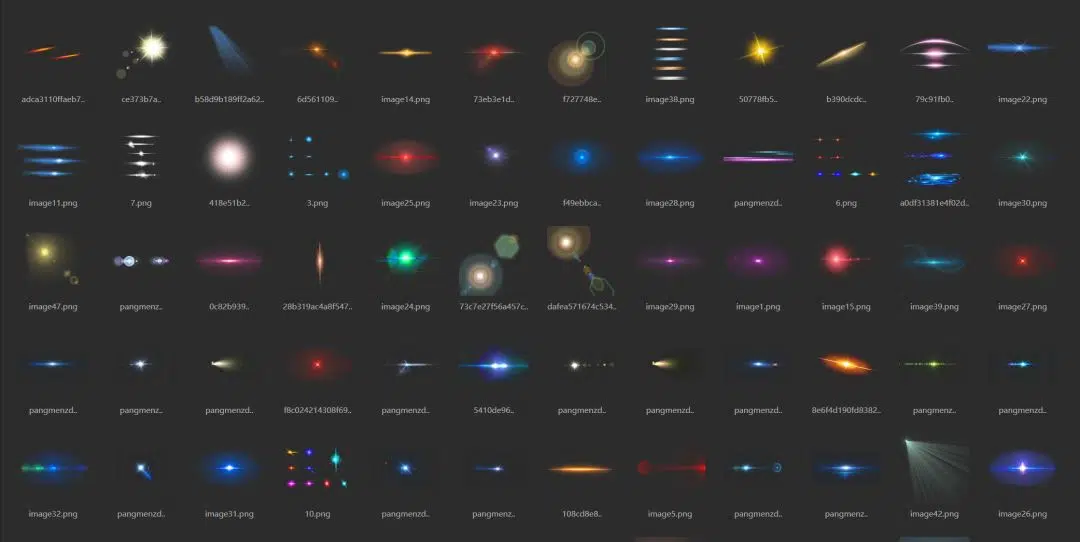 adca3110ffaeb7..
ce373b7a..
b58d9b189ff2a62..
6d561109..
image14.png
73eb3e1d..
f727748e..
image38.png
50778fb5..
b390dcdc..
79c91fb0..
image22.png
image11.png
7.png
418e51b2..
3.png
image25.png
image23.png
f49ebbca..
image28.png
pangmenzd..
6.png
a0df31381e4f02d..
image30.png
image47.png
pangmenz..
0c82b939..
28b319ac4a8f547..
image24.png
73c7e27f56a457c..
dafea571674c534..
image29.png
image1.png
image15.png
image39.png
image27.png
pangmenzd..
pangmenz..
pangmenzd..
f8c024214308f69..
pangmenzd..
5410de96..
pangmenzd..
pangmenzd..
pangmenzd..
8e6f4d190fd8382..
pangmenz..
pangmenzd..
image32.png
pangmenzd..
image31.png
10.png
pangmenzd..
pangmenz..
108cd8e8..
image5.png
pangmenzd..
pangmenz..
image42.png
image26.png